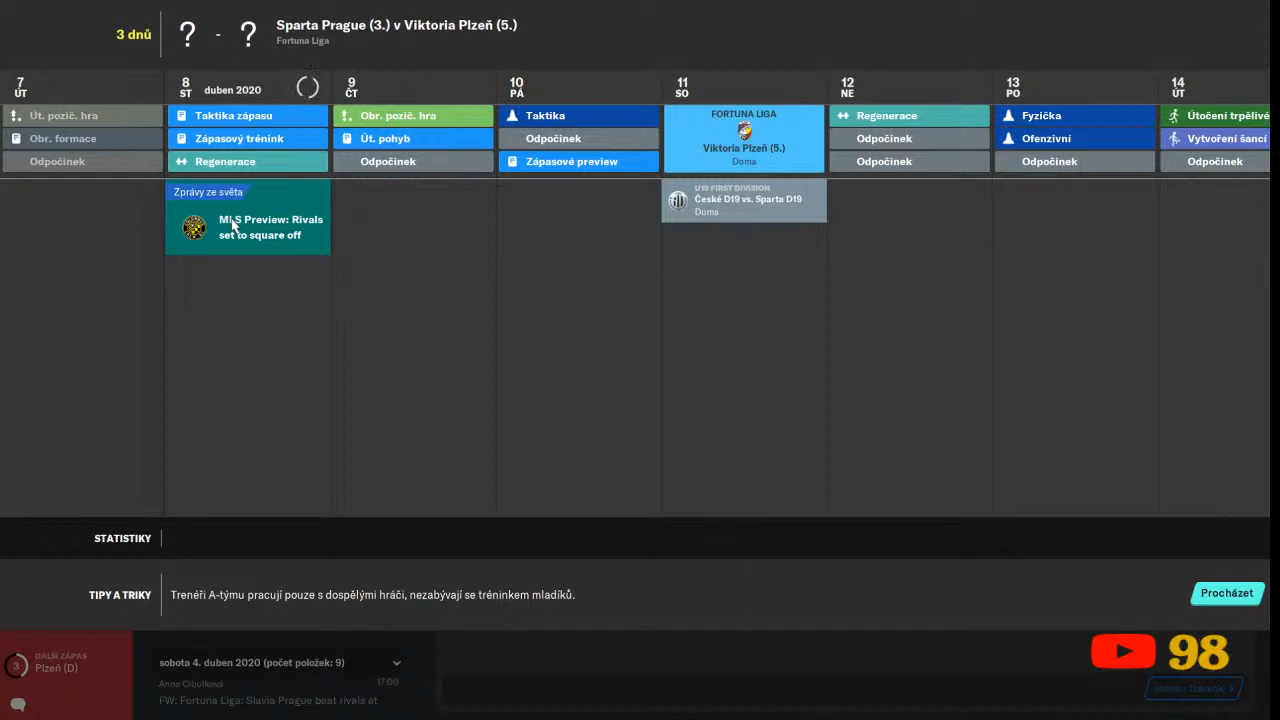 3 dnů
? - ?
Sparta Prague (3.) v Viktoria Plzeň (5.)
Fortuna Liga
7
ÚT
8
ST
duben 2020
9
ČT
10
PÁ
11
SO
12
NE
13
PO
14
ÚT
Út. pozič. hra
Obr. formace
Odpočinek
Taktika zápasu
Zápasový trénink
Regenerace
Obr. pozič. hra
Út. pohyb
Odpočinek
Taktika
Odpočinek
Zápasové preview
FORTUNA LIGA
Viktoria Plzeň (5.)
Doma
Regenerace
Odpočinek
Odpočinek
Fyzička
Ofenzivní
Odpočinek
Útočení trpělivě
Vytvoření šancí
Odpočinek
Zprávy ze světa
MLS Preview: Rivals
set to square off
U19 FIRST DIVISION
České D19 vs. Sparta D19
Doma
STATISTIKY
TIPY A TRIKY
Trenéři A-týmu pracují pouze s dospělými hráči, nezabývají se tréninkem mladíků.
Procházet
3
DALŠÍ ZÁPAS
Plzeň (D)
sobota 4. duben 2020 (počet položek: 9)
Anna Cibulková
17:00
FW: Fortuna Liga: Slavia Prague beat rivals at
98